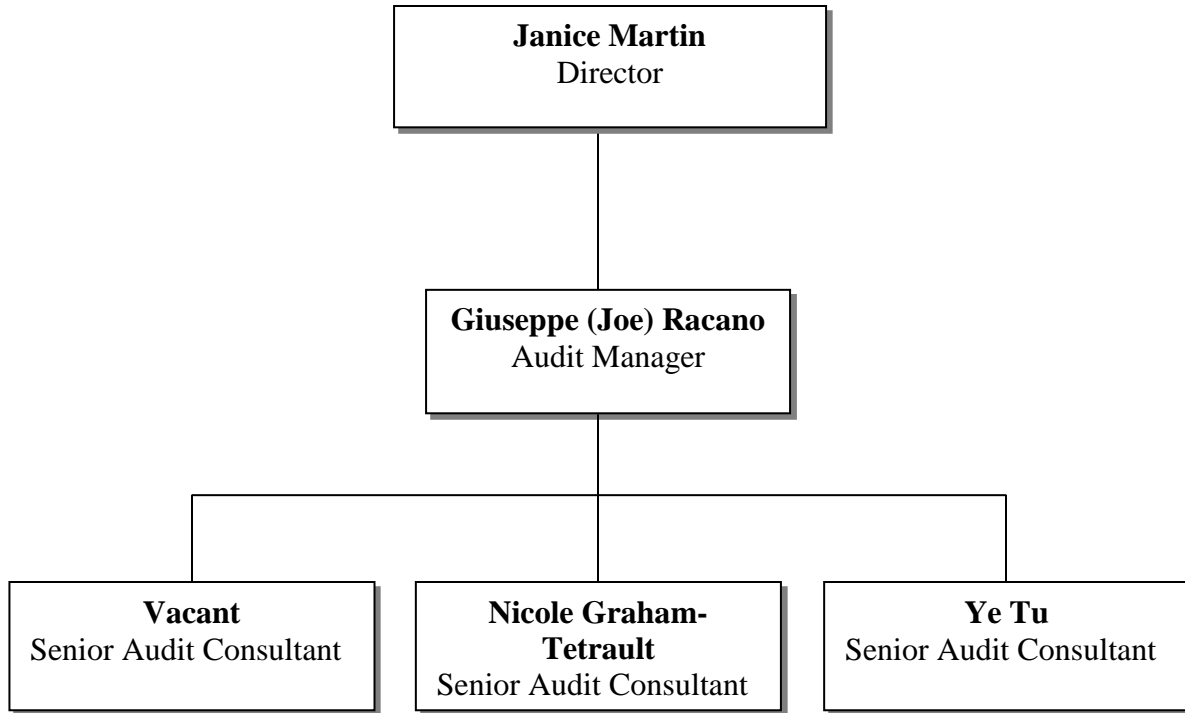 Janice Martin
Director
Giuseppe (Joe) Racano
Audit Manager
Vacant
Senior Audit Consultant
Nicole Graham-
Tetrault
Senior Audit Consultant
Ye Tu
Senior Audit Consultant